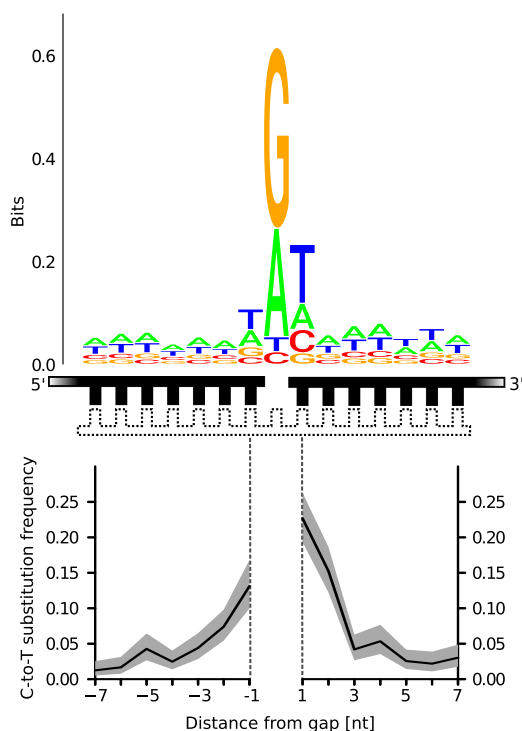 0.6
0.4
0.2
0.0
Bits
G
A
T
C
T
A
C
G
T
A
G
C
5'
3'
0.25
0.20
0.15
0.10
0.05
0.00
C-to-T substitution frequency
0.25
0.20
0.15
0.10
0.05
0.00
−7 −5 −3 -1 1 3 5 7
Distance from gap [nt]